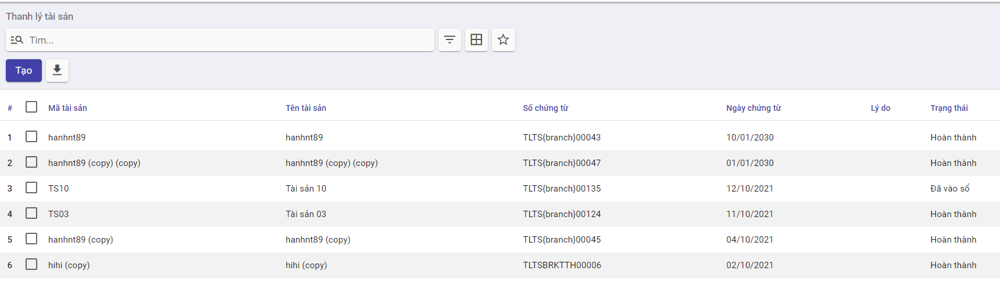 Thanh lý tài sản
Tìm...
Tạo
# Mã tài sản Tên tài sản Số chứng từ Ngày chứng từ Lý do Trạng thái
1 hanhnt89 hanhnt89 TLTS{branch}00043 10/01/2030 Hoàn thành
2 hanhnt89 (copy) (copy) hanhnt89 (copy) (copy) TLTS{branch}00047 01/01/2030 Hoàn thành
3 TS10 Tài sản 10 TLTS{branch}00135 12/10/2021 Đã vào sổ
4 TS03 Tài sản 03 TLTS{branch}00124 11/10/2021 Hoàn thành
5 hanhnt89 (copy) hanhnt89 (copy) TLTS{branch}00045 04/10/2021 Hoàn thành
6 hihi (copy) hihi (copy) TLTSBRKTTH00006 02/10/2021 Hoàn thành